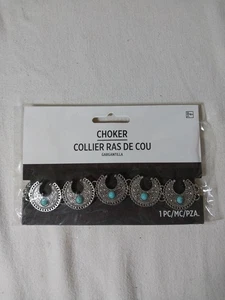 CHOKER
COLLIER RAS DE COU
GARGANTILLA
1 PC/MC/PZA.